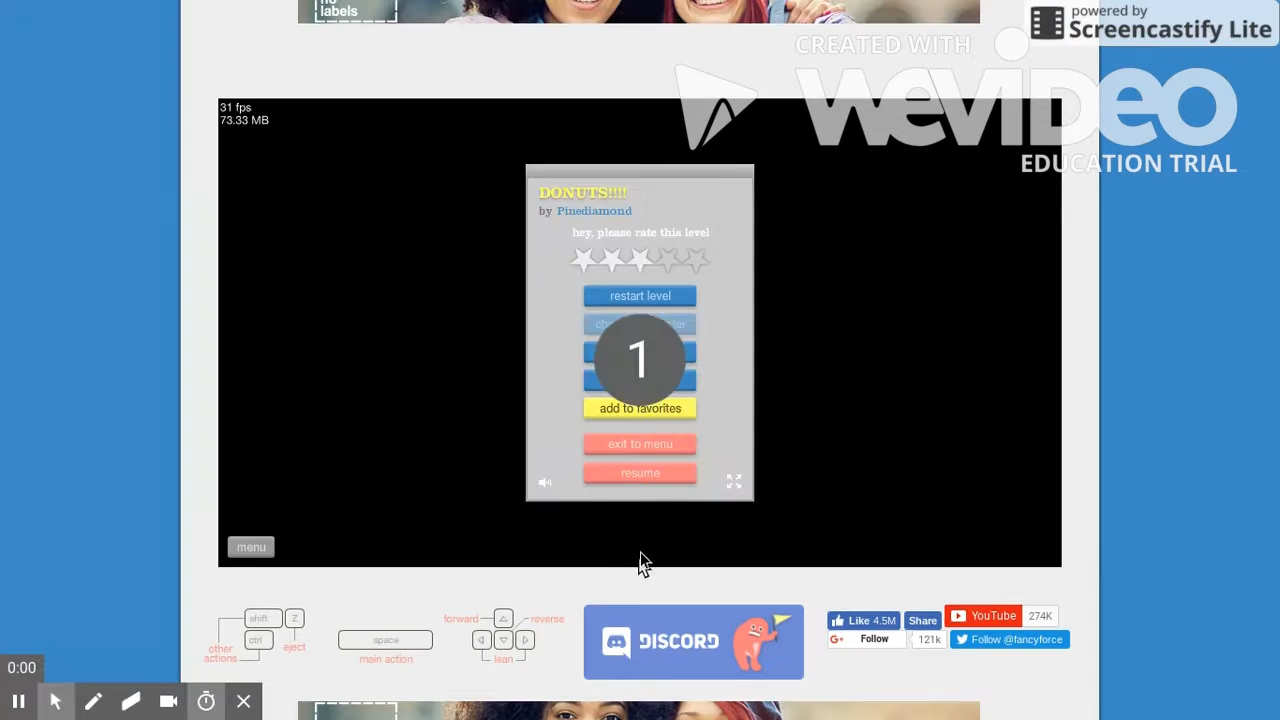 no
labels
powered by
Screencastify Lite
CREATED WITH
WeVideo
EDUCATION TRIAL
31 fps
73.33 MB
DONUTS!!!!
by Pinediamond
hey, please rate this level
restart level
1
add to favorites
exit to menu
resume
menu
shift
Z
ctrl
other
actions
eject
space
main action
forward
reverse
lean
DISCORD
Like 4.5M
Share
YouTube
274K
G+ Follow
121k
Follow @fancyforce
0:00